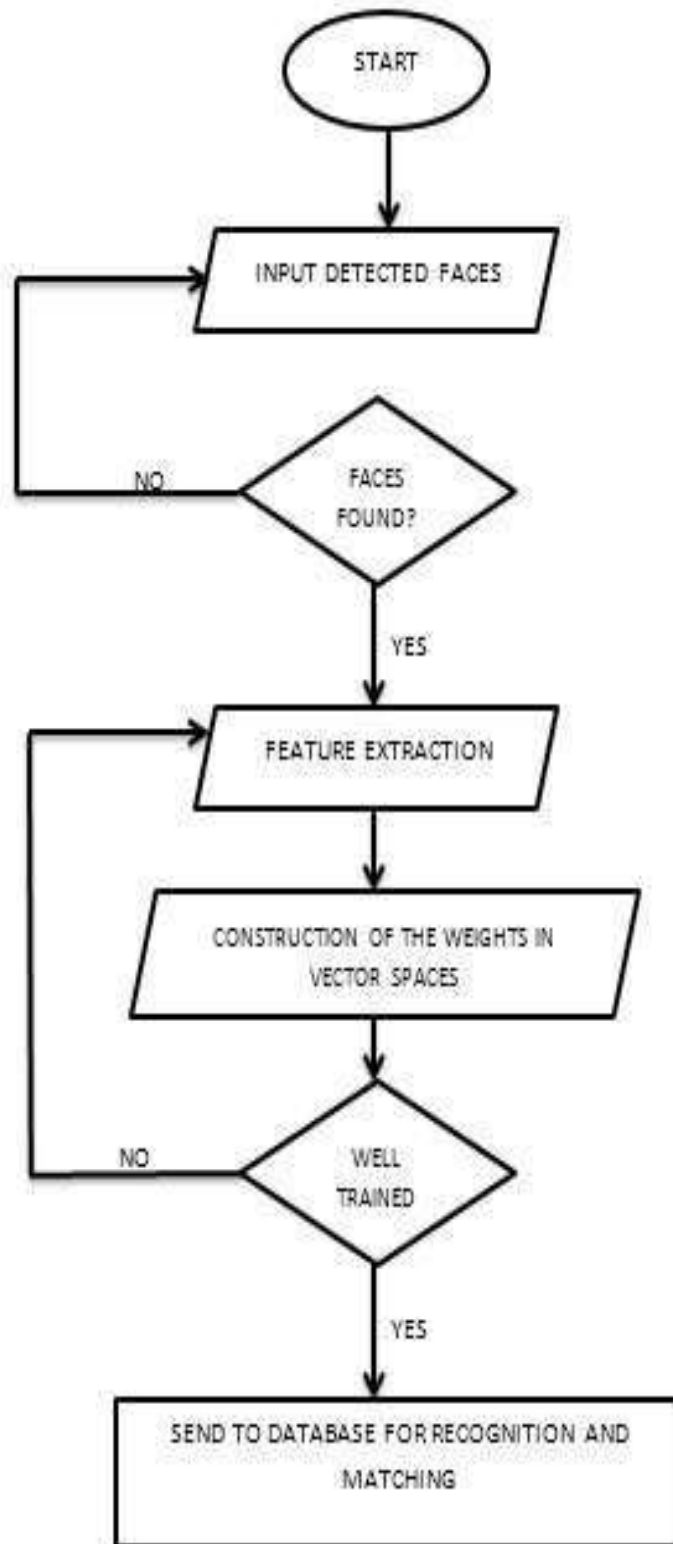 START
INPUT DETECTED FACES
NO
FACES
FOUND?
YES
FEATURE EXTRACTION
CONSTRUCTION OF THE WEIGHTS IN
VECTOR SPACES
NO
WELL
TRAINED
YES
SEND TO DATABASE FOR RECOGNITION AND
MATCHING